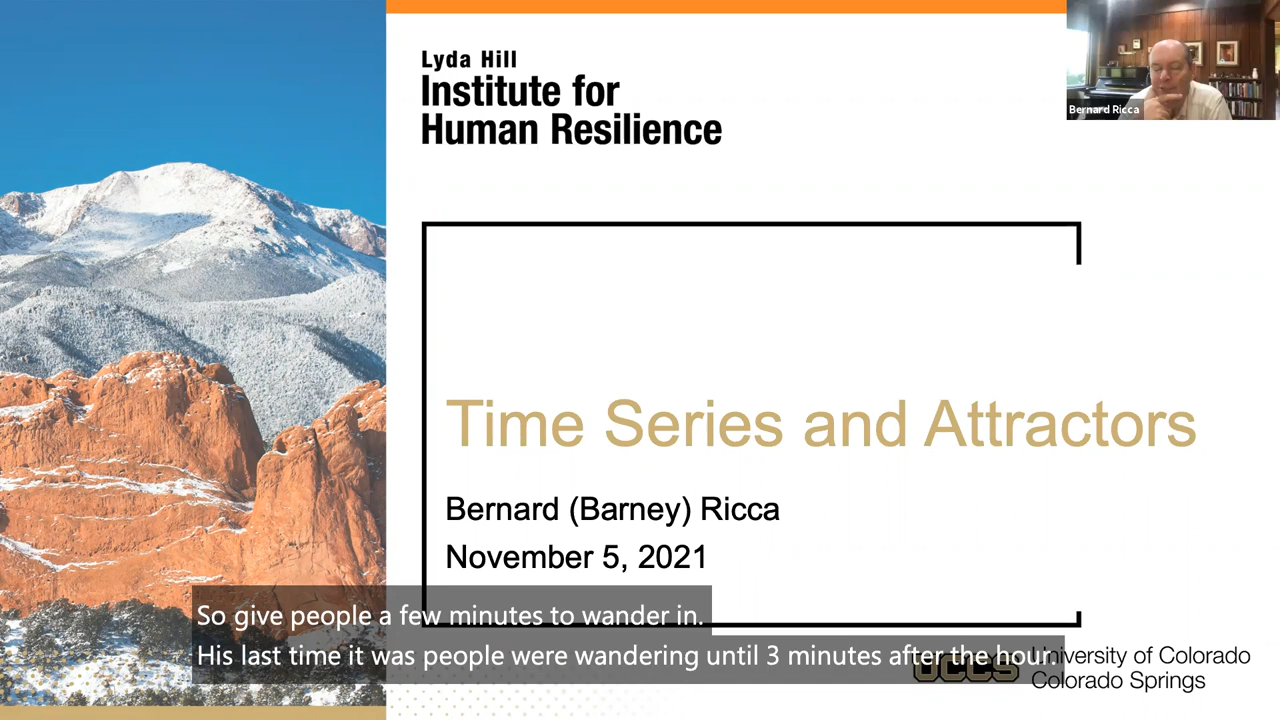 Lyda Hill
Institute for
Human Resilience
Bernard Ricca
Time Series and Attractors
Bernard (Barney) Ricca
November 5, 2021
So give people a few minutes to wander in.
His last time it was people were wandering until 3 minutes after the hour.
UCCS
University of Colorado
Colorado Springs